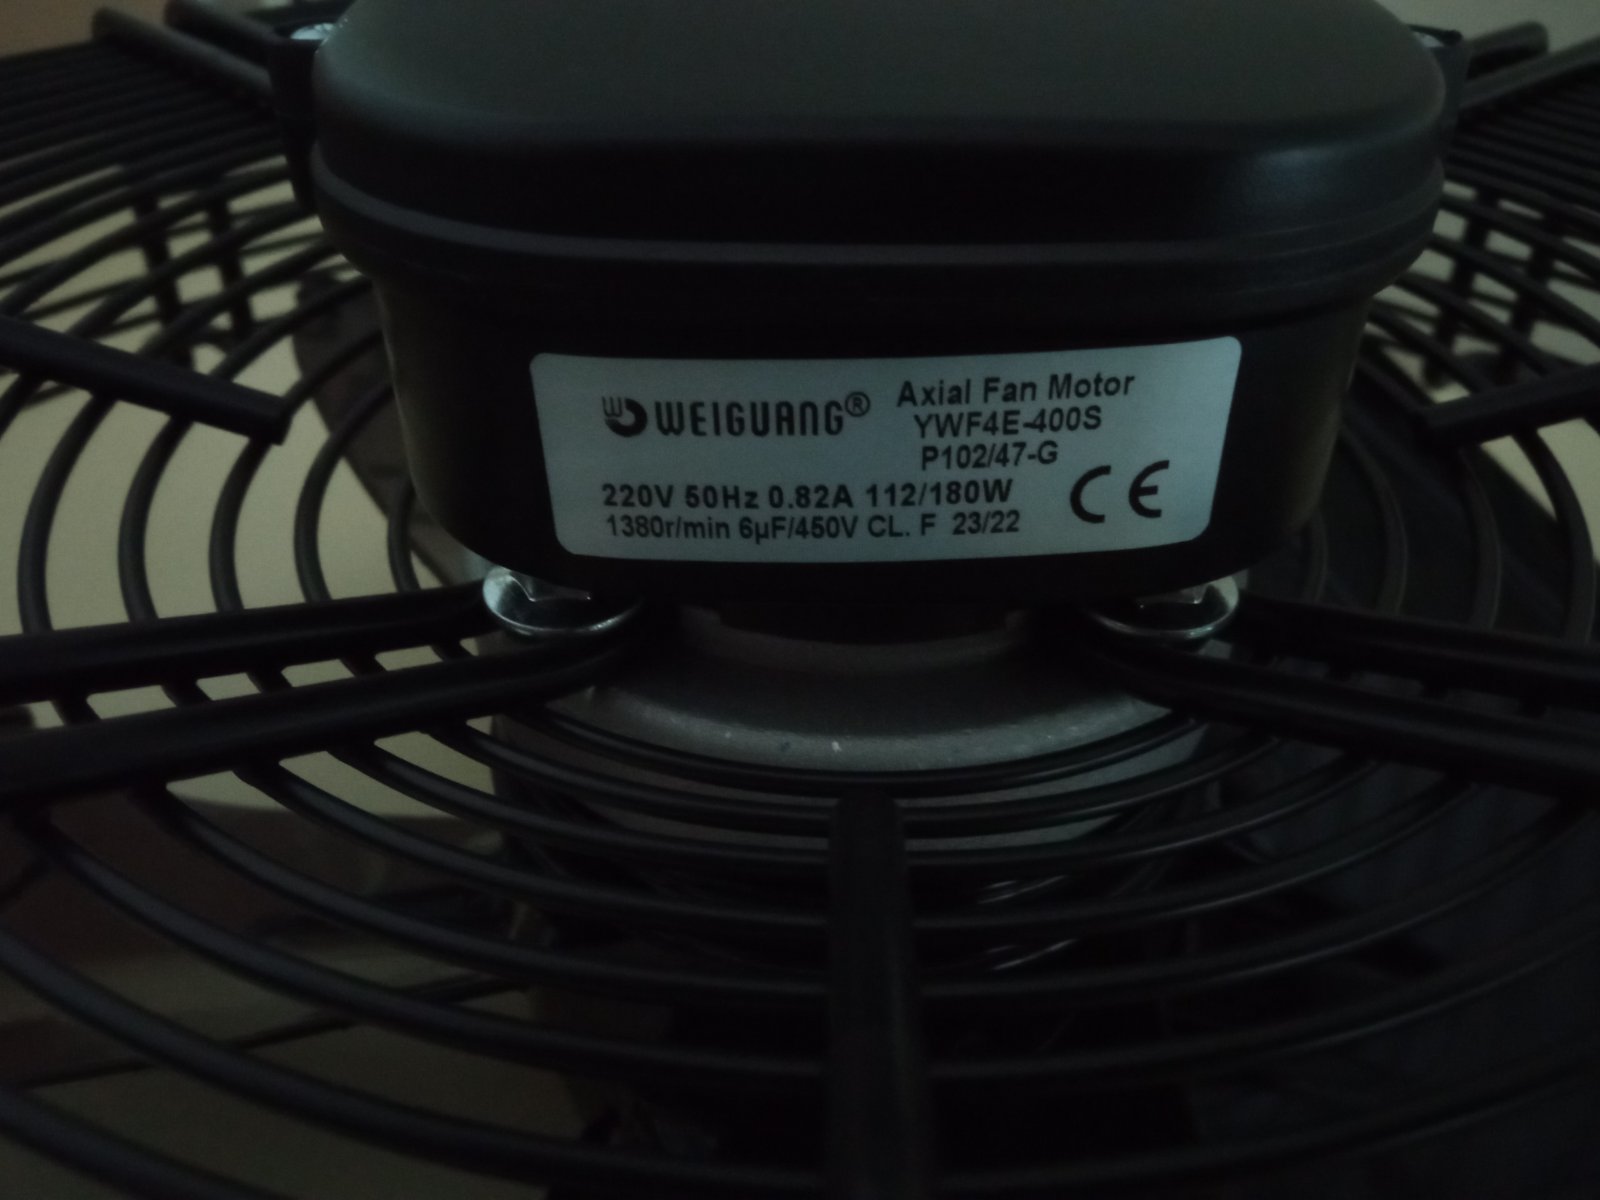 WEIGUANG®
Axial Fan Motor
YWF4E-400S
P102/47-G
220V 50Hz 0.82A 112/180W
1380r/min 6µF/450V CL. F 23/22
CE